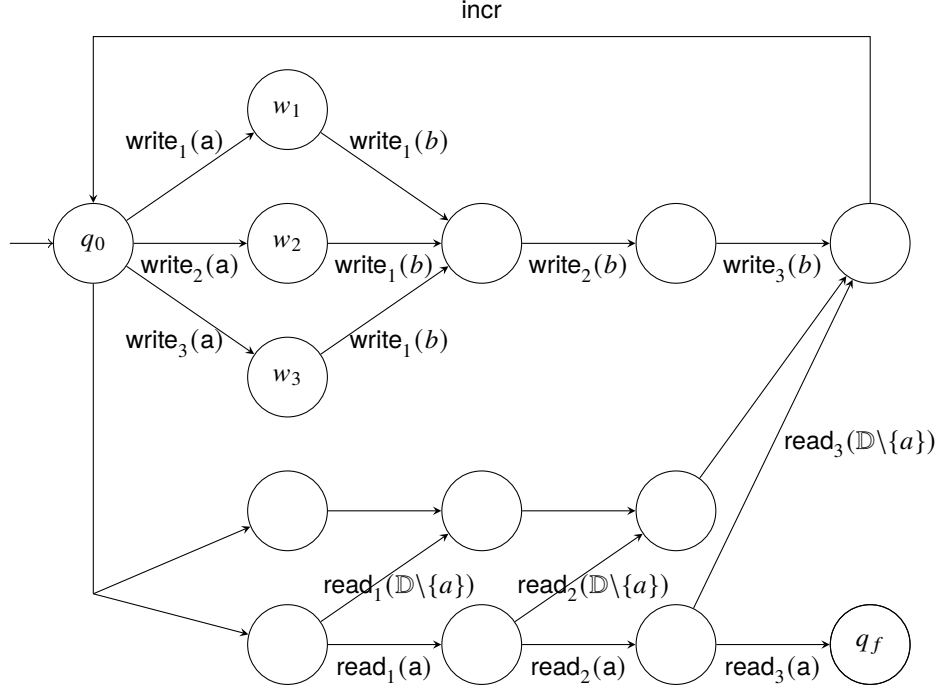 incr
w₁
write₁(a) write₁(b)
q₀ w₂
write₂(a) write₁(b) write₂(b) write₃(b)
write₃(a) write₁(b)
w₃
read₃(𝔻\{a})
read₁(𝔻\{a}) read₂(𝔻\{a})
q_f
read₁(a) read₂(a) read₃(a)